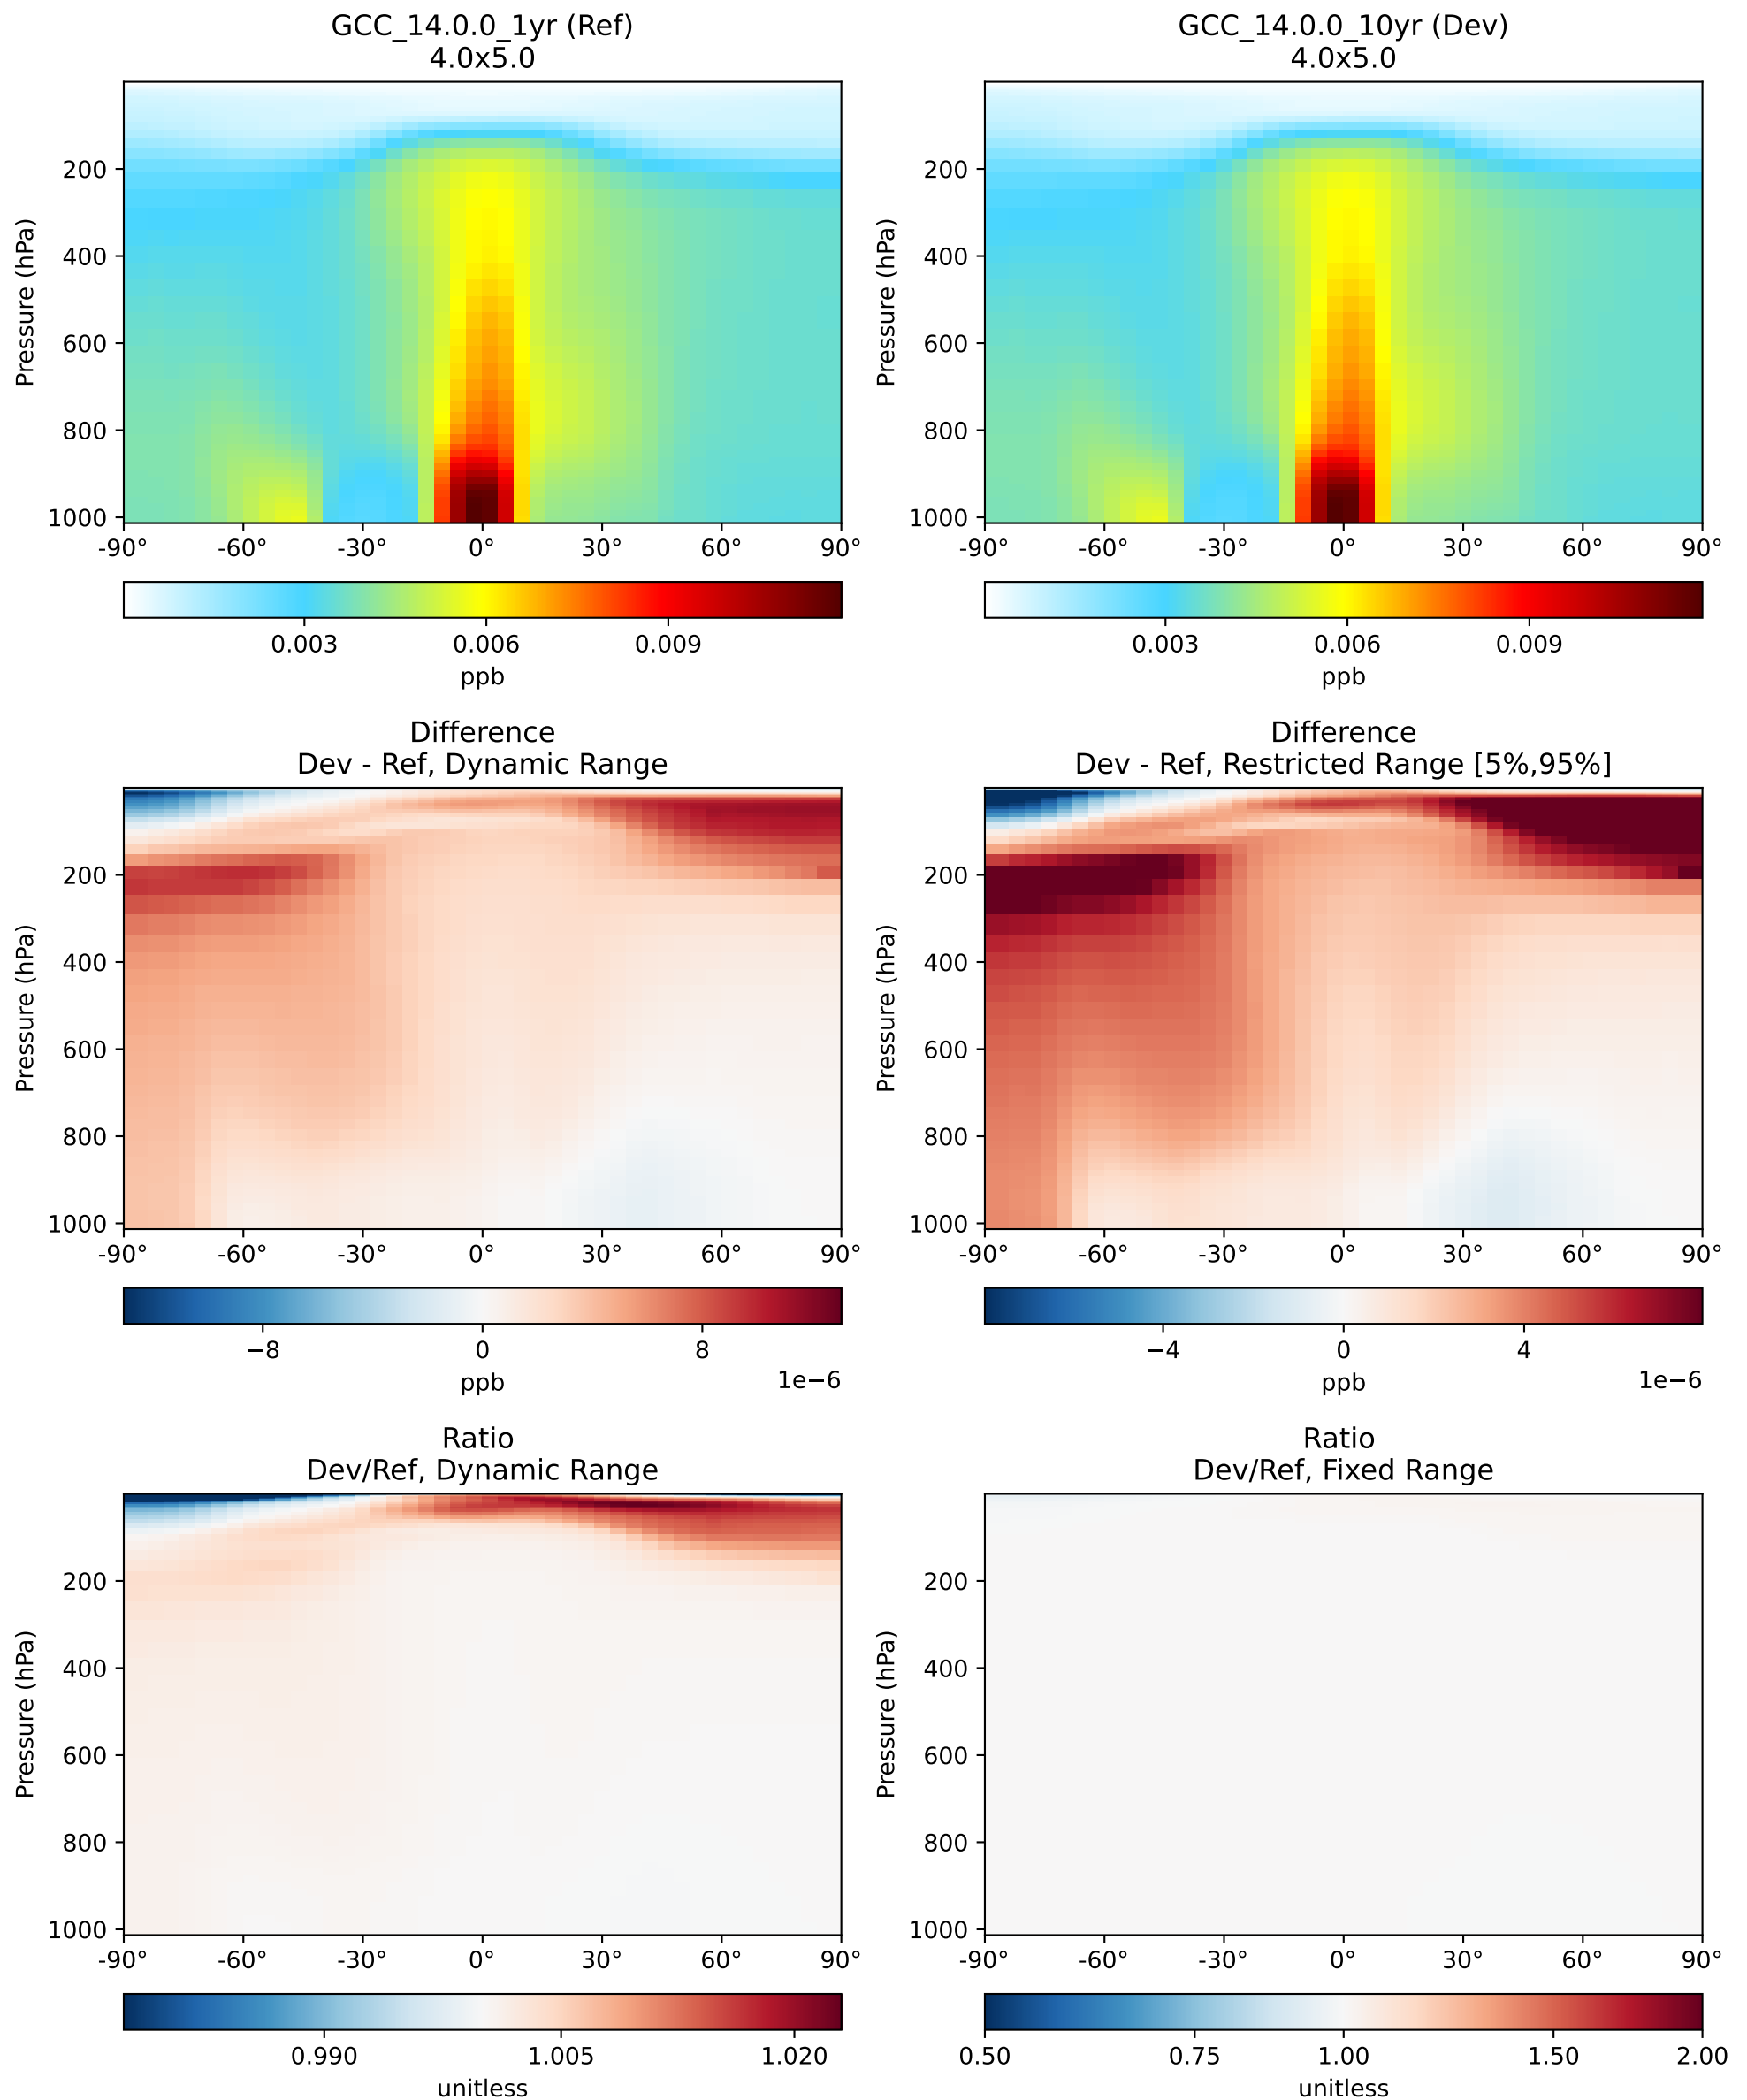 GCC_14.0.0_1yr (Ref)
4.0x5.0
Pressure (hPa)
200
400
600
800
1000
-90° -60° -30° 0° 30° 60° 90°
0.003 0.006 0.009
ppb
GCC_14.0.0_10yr (Dev)
4.0x5.0
Pressure (hPa)
200
400
600
800
1000
-90° -60° -30° 0° 30° 60° 90°
0.003 0.006 0.009
ppb
Difference
Dev - Ref, Dynamic Range
Pressure (hPa)
200
400
600
800
1000
-90° -60° -30° 0° 30° 60° 90°
−8 0 8
ppb 1e−6
Difference
Dev - Ref, Restricted Range [5%,95%]
Pressure (hPa)
200
400
600
800
1000
-90° -60° -30° 0° 30° 60° 90°
−4 0 4
ppb 1e−6
Ratio
Dev/Ref, Dynamic Range
Pressure (hPa)
200
400
600
800
1000
-90° -60° -30° 0° 30° 60° 90°
0.990 1.005 1.020
unitless
Ratio
Dev/Ref, Fixed Range
Pressure (hPa)
200
400
600
800
1000
-90° -60° -30° 0° 30° 60° 90°
0.50 0.75 1.00 1.50 2.00
unitless